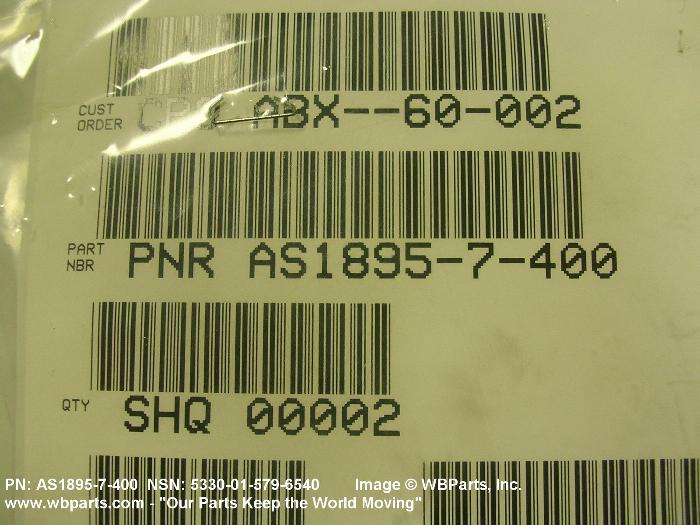 CUST
ORDER
ABX--60-002
PART
NBR
PNR AS1895-7-400
QTY
SHQ 00002
PN: AS1895-7-400 NSN: 5330-01-579-6540 Image © WBParts, Inc.
www.wbparts.com - "Our Parts Keep the World Moving"